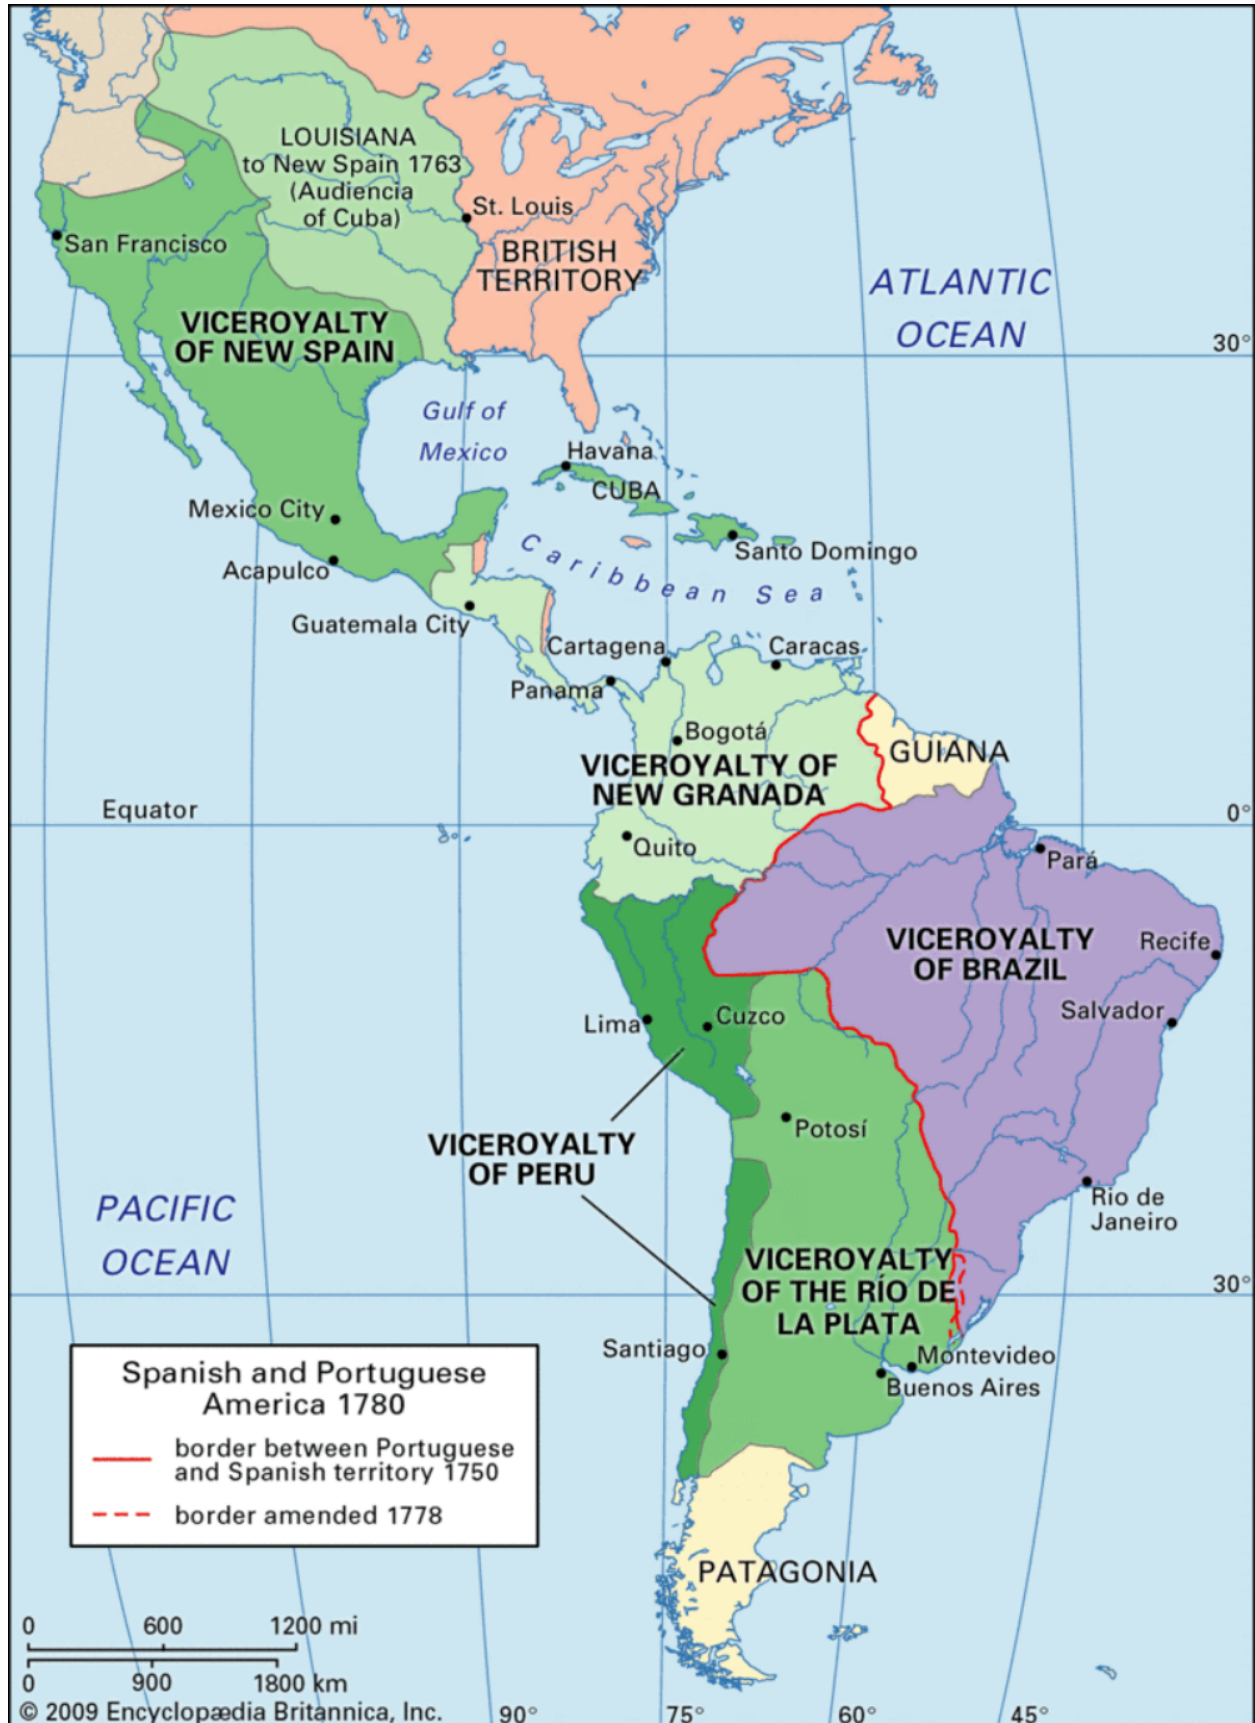 LOUISIANA
to New Spain 1763
(Audiencia
of Cuba)
St. Louis
San Francisco
BRITISH
TERRITORY
ATLANTIC
OCEAN
VICEROYALTY
OF NEW SPAIN
30°
Gulf of
Mexico
Havana
CUBA
Mexico City
Santo Domingo
Acapulco
Caribbean Sea
Guatemala City
Cartagena
Caracas
Panama
Bogotá
GUIANA
VICEROYALTY OF
NEW GRANADA
Equator
0°
Quito
Pará
VICEROYALTY
OF BRAZIL
Recife
Lima
Cuzco
Salvador
Potosí
VICEROYALTY
OF PERU
PACIFIC
OCEAN
Rio de
Janeiro
VICEROYALTY
OF THE RÍO DE
LA PLATA
30°
Santiago
Montevideo
Buenos Aires
Spanish and Portuguese
America 1780
border between Portuguese
and Spanish territory 1750
border amended 1778
PATAGONIA
0 600 1200 mi
0 900 1800 km
© 2009 Encyclopædia Britannica, Inc.
90° 75° 60° 45°